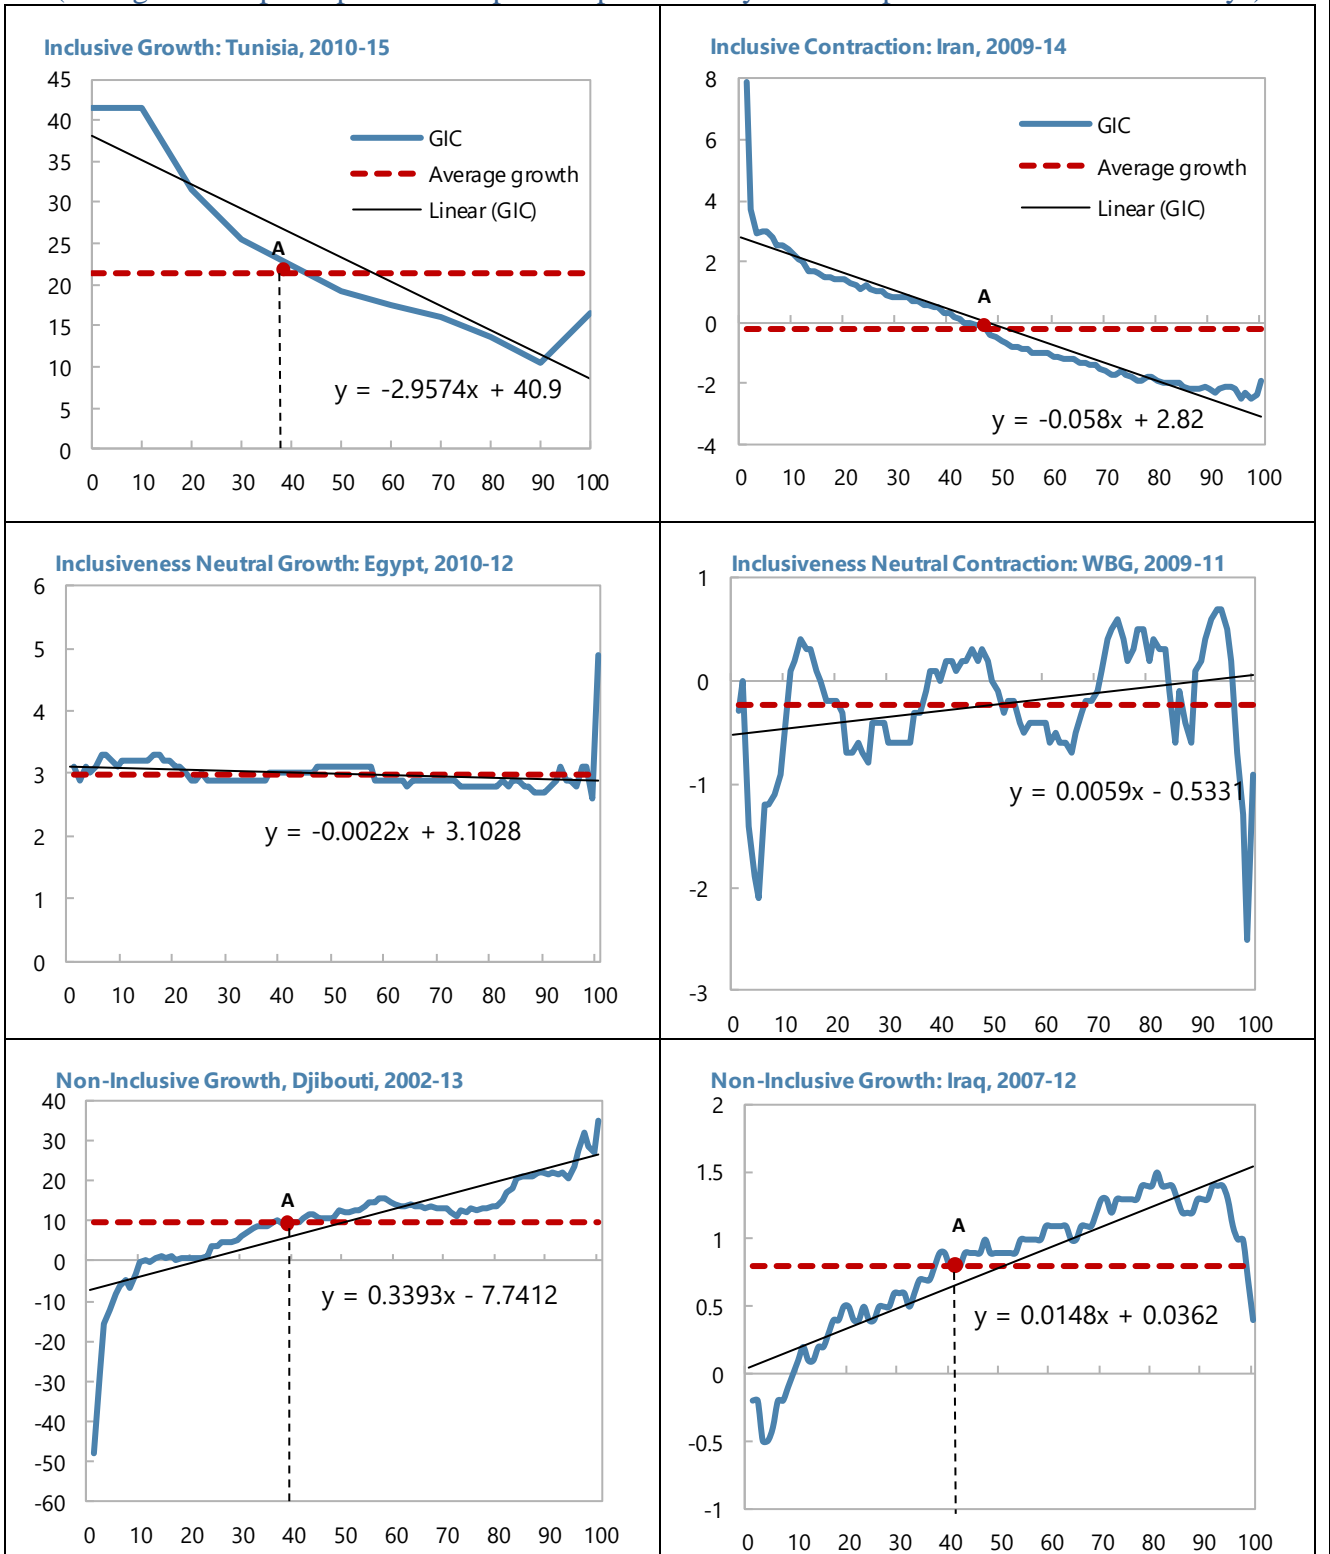 Inclusive Growth: Tunisia, 2010-15
45
40
35
30
25
20
15
10
5
0
GIC
Average growth
Linear (GIC)
A
y = -2.9574x + 40.9
0 10 20 30 40 50 60 70 80 90 100
Inclusive Contraction: Iran, 2009-14
8
6
4
2
0
-2
-4
GIC
Average growth
Linear (GIC)
A
y = -0.058x + 2.82
0 10 20 30 40 50 60 70 80 90 100
Inclusiveness Neutral Growth: Egypt, 2010-12
6
5
4
3
2
1
0
y = -0.0022x + 3.1028
0 10 20 30 40 50 60 70 80 90 100
Inclusiveness Neutral Contraction: WBG, 2009-11
1
0
-1
-2
-3
y = 0.0059x - 0.5331
0 10 20 30 40 50 60 70 80 90 100
Non-Inclusive Growth, Djibouti, 2002-13
40
30
20
10
0
-10
-20
-30
-40
-50
-60
A
y = 0.3393x - 7.7412
0 10 20 30 40 50 60 70 80 90 100
Non-Inclusive Growth: Iraq, 2007-12
2
1.5
1
0.5
0
-0.5
-1
A
y = 0.0148x + 0.0362
0 10 20 30 40 50 60 70 80 90 100